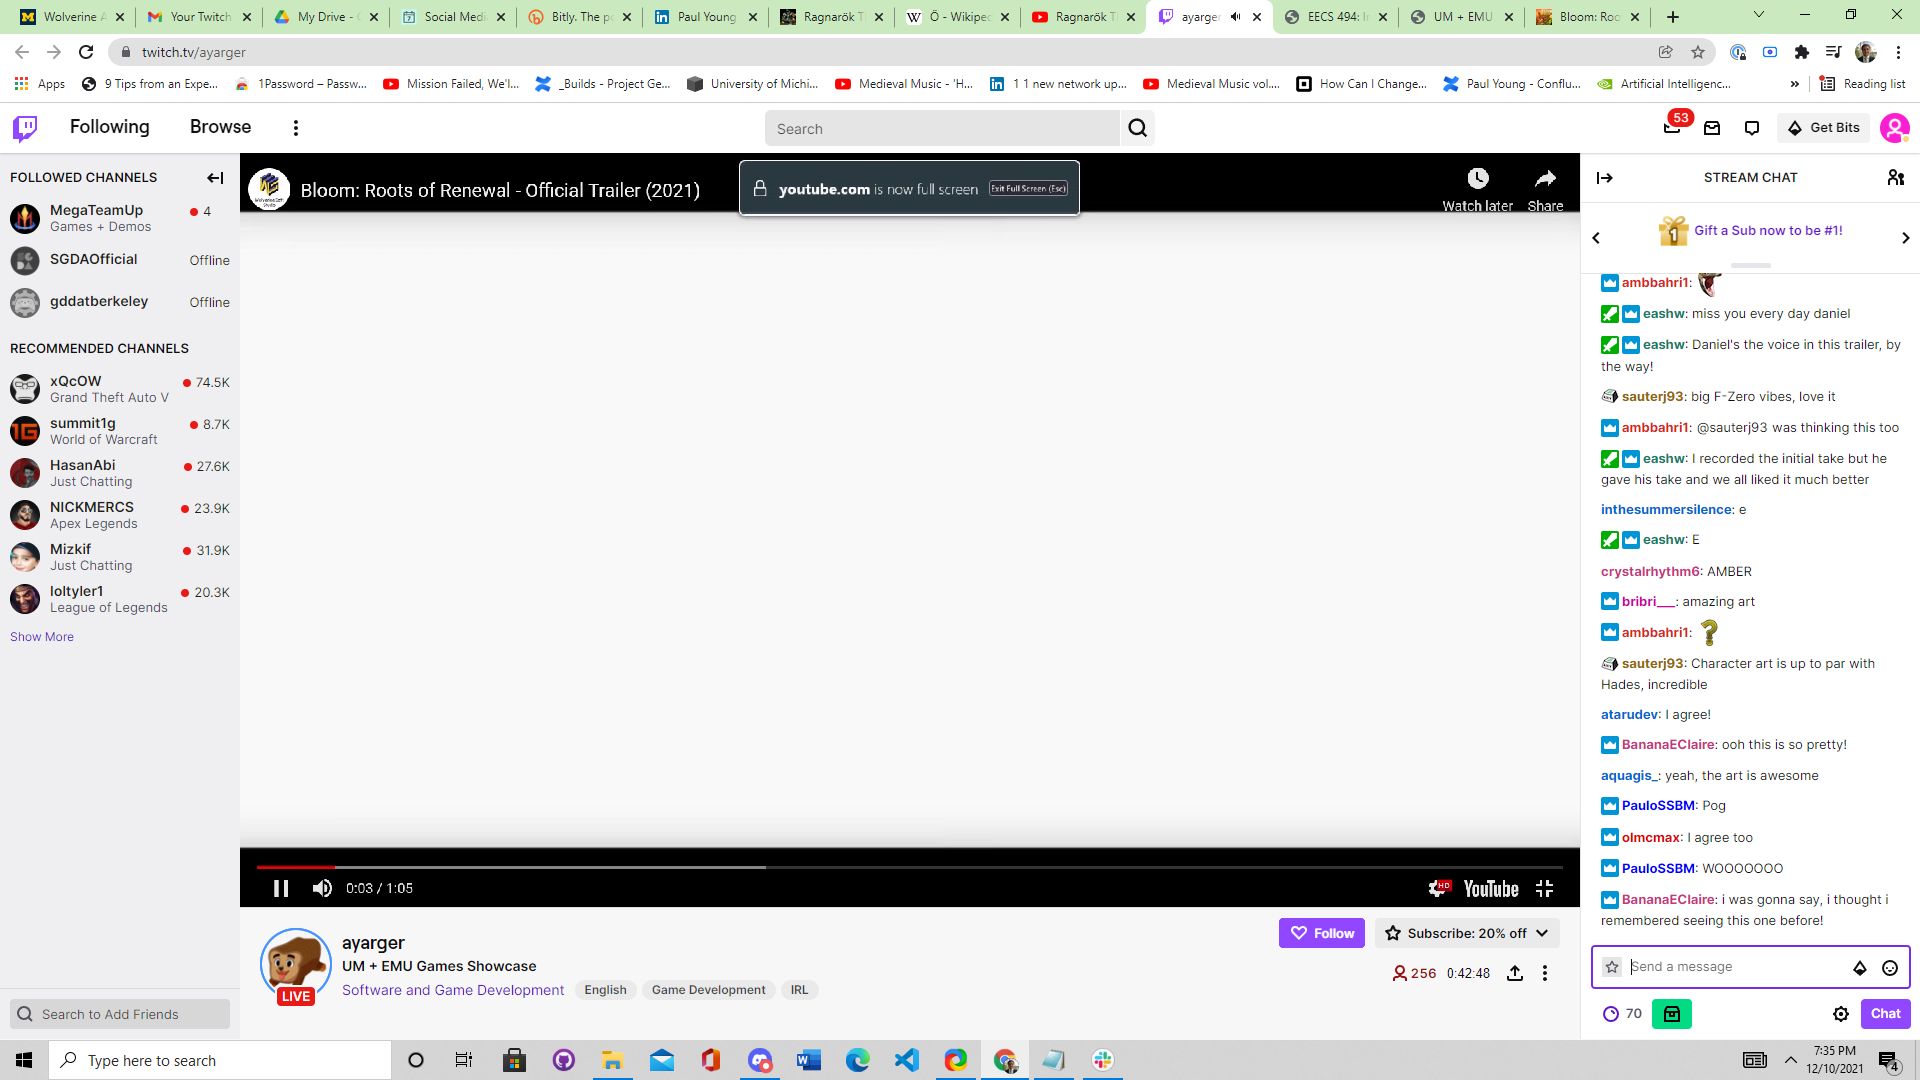 Wolverine A
Your Twitch
My Drive - G
Social Medi
Bitly. The po
Paul Young
Ragnarök Ti
Ő - Wikipec
Ragnarök Ti
ayarger
EECS 494: Ir
UM + EMU
Bloom: Roo
twitch.tv/ayarger
Apps
9 Tips from an Expe...
1Password – Passw...
Mission Failed, We'l...
_Builds - Project Ge...
University of Michi...
Medieval Music - 'H...
1 1 new network up...
Medieval Music vol....
How Can I Change...
Paul Young - Conflu...
Artificial Intelligenc...
»
Reading list
Following
Browse
Search
53
Get Bits
FOLLOWED CHANNELS
MegaTeamUp
4
Games + Demos
SGDAOfficial
Offline
gddatberkeley
Offline
RECOMMENDED CHANNELS
xQcOW
74.5K
Grand Theft Auto V
summit1g
8.7K
World of Warcraft
HasanAbi
27.6K
Just Chatting
NICKMERCS
23.9K
Apex Legends
Mizkif
31.9K
Just Chatting
loltyler1
20.3K
League of Legends
Show More
Search to Add Friends
Bloom: Roots of Renewal - Official Trailer (2021)
youtube.com is now full screen
Exit Full Screen (Esc)
Watch later
Share
0:03 / 1:05
HD
YouTube
LIVE
ayarger
UM + EMU Games Showcase
Software and Game Development
English
Game Development
IRL
Follow
Subscribe: 20% off
256
0:42:48
STREAM CHAT
1
Gift a Sub now to be #1!
ambbahri1:
eashw: miss you every day daniel
eashw: Daniel's the voice in this trailer, by
the way!
sauterj93: big F-Zero vibes, love it
ambbahri1: @sauterj93 was thinking this too
eashw: I recorded the initial take but he
gave his take and we all liked it much better
inthesummersilence: e
eashw: E
crystalrhythm6: AMBER
bribri___: amazing art
ambbahri1:
sauterj93: Character art is up to par with
Hades, incredible
atarudev: I agree!
BananaEClaire: ooh this is so pretty!
aquagis_: yeah, the art is awesome
PauloSSBM: Pog
olmcmax: I agree too
PauloSSBM: WOOOOOOO
BananaEClaire: i was gonna say, i thought i
remembered seeing this one before!
Send a message
70
Chat
Type here to search
7:35 PM
12/10/2021
4